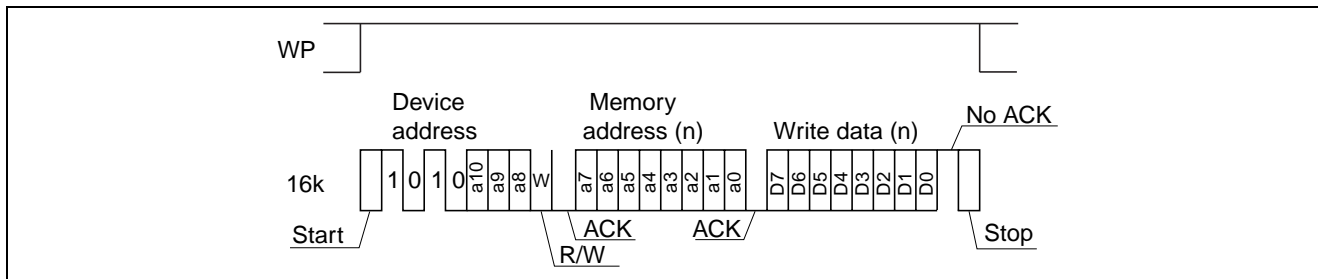 WP
Device address
Memory address (n)
Write data (n)
No ACK
16k
1 0 1 0 a10 a9 a8 W a7 a6 a5 a4 a3 a2 a1 a0 D7 D6 D5 D4 D3 D2 D1 D0
Start
ACK
ACK
Stop
R/W